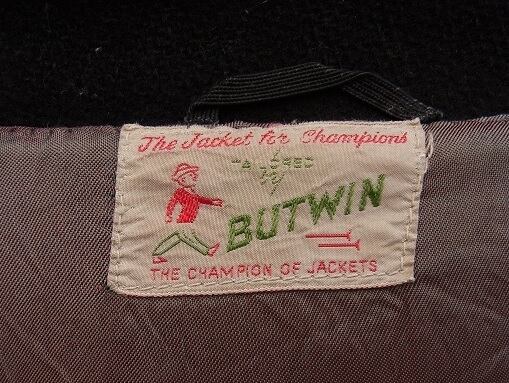 The Jacket for Champions
TAILORED
by
BUTWIN
THE CHAMPION OF JACKETS